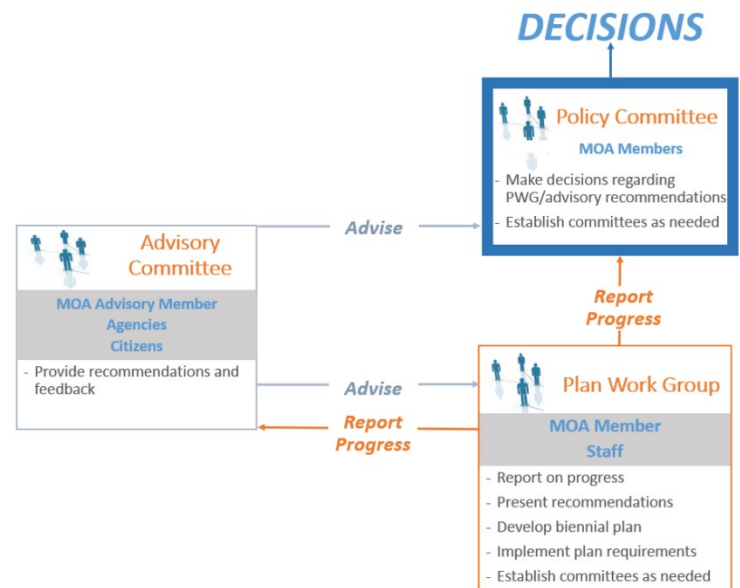 DECISIONS
Policy Committee
MOA Members
- Make decisions regarding
PWG/advisory recommendations
- Establish committees as needed
Advise
Advisory
Committee
MOA Advisory Member
Agencies
Citizens
- Provide recommendations and
feedback
Report
Progress
Advise
Report
Progress
Plan Work Group
MOA Member
Staff
- Report on progress
- Present recommendations
- Develop biennial plan
- Implement plan requirements
- Establish committees as needed